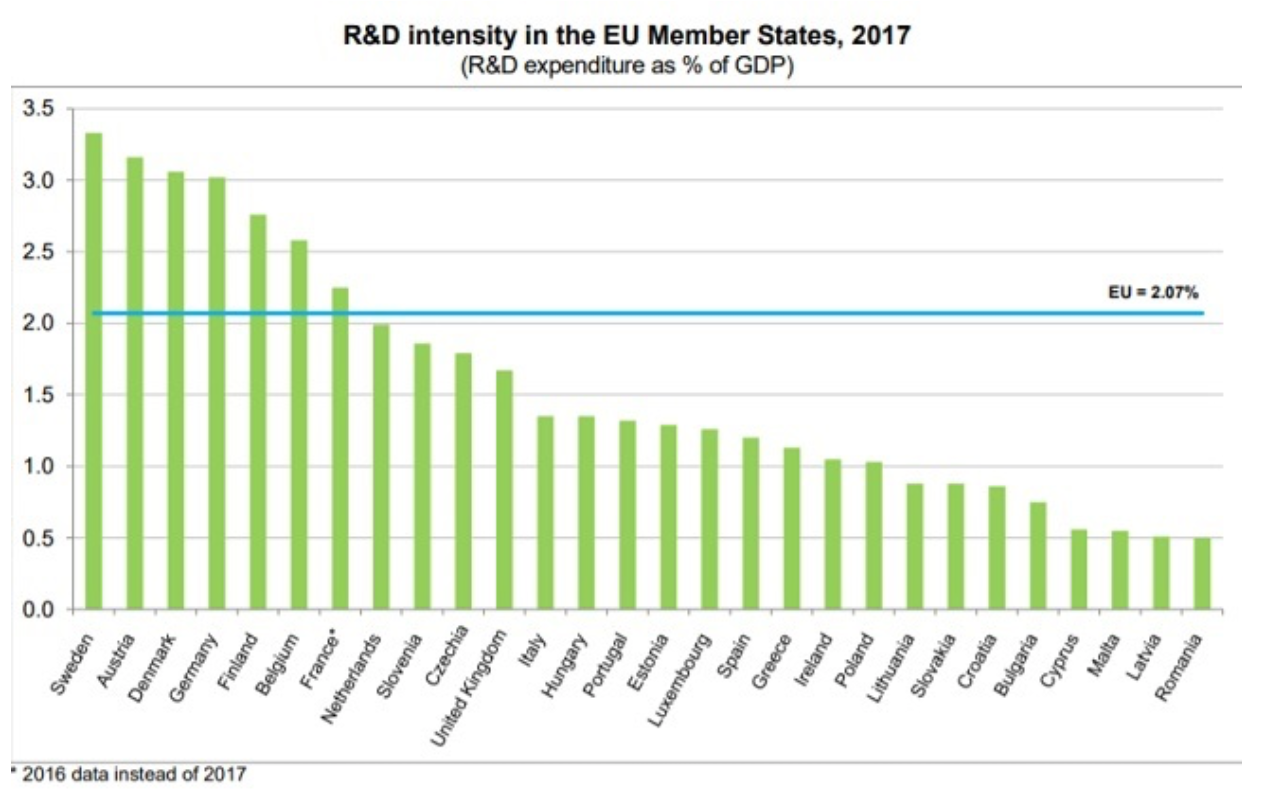 R&D intensity in the EU Member States, 2017
(R&D expenditure as % of GDP)
3.5
3.0
2.5
EU = 2.07%
2.0
1.5
1.0
0.5
0.0
Sweden
Austria
Denmark
Germany
Finland
Belgium
France*
Netherlands
Slovenia
Czechia
United Kingdom
Italy
Hungary
Portugal
Estonia
Luxembourg
Spain
Greece
Ireland
Poland
Lithuania
Slovakia
Croatia
Bulgaria
Cyprus
Malta
Latvia
Romania
* 2016 data instead of 2017